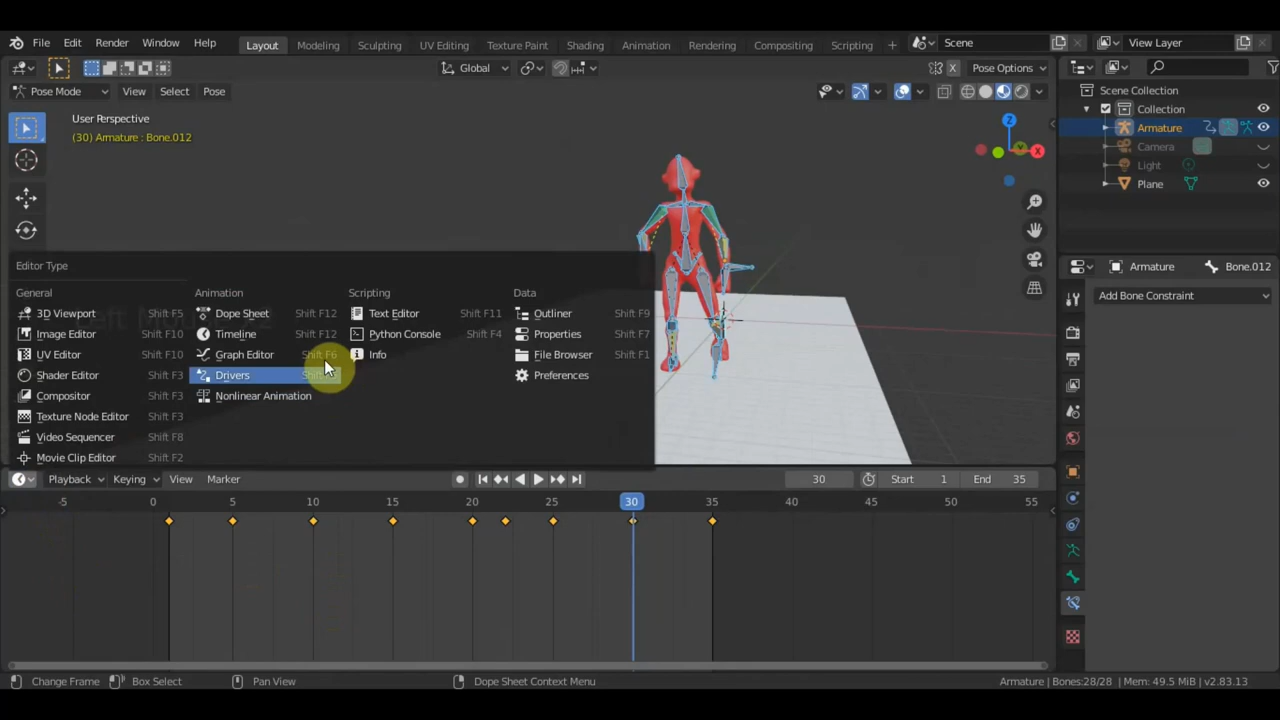 File Edit Render Window Help Layout Modeling Sculpting UV Editing Texture Paint Shading Animation Rendering Compositing Scripting + Scene View Layer
Global X Pose Options
Pose Mode View Select Pose
User Perspective
(30) Armature : Bone.012
Z
X
Y
Scene Collection
Collection
Armature
Camera
Light
Plane
Armature Bone.012
Add Bone Constraint
Editor Type
General Animation Scripting Data
3D Viewport Shift F5 Dope Sheet Shift F12 Text Editor Shift F11 Outliner Shift F9
Image Editor Shift F10 Timeline Shift F12 Python Console Shift F4 Properties Shift F7
UV Editor Shift F10 Graph Editor Shift F6 Info File Browser Shift F1
Shader Editor Shift F3 Drivers Preferences
Compositor Shift F3 Nonlinear Animation
Texture Node Editor Shift F3
Video Sequencer Shift F8
Movie Clip Editor Shift F2
Playback Keying View Marker 30 Start 1 End 35
-5 0 5 10 15 20 25 30 35 40 45 50 55
Change Frame Box Select Pan View Dope Sheet Context Menu Armature | Bones:28/28 | Mem: 49.5 MiB | v2.83.13